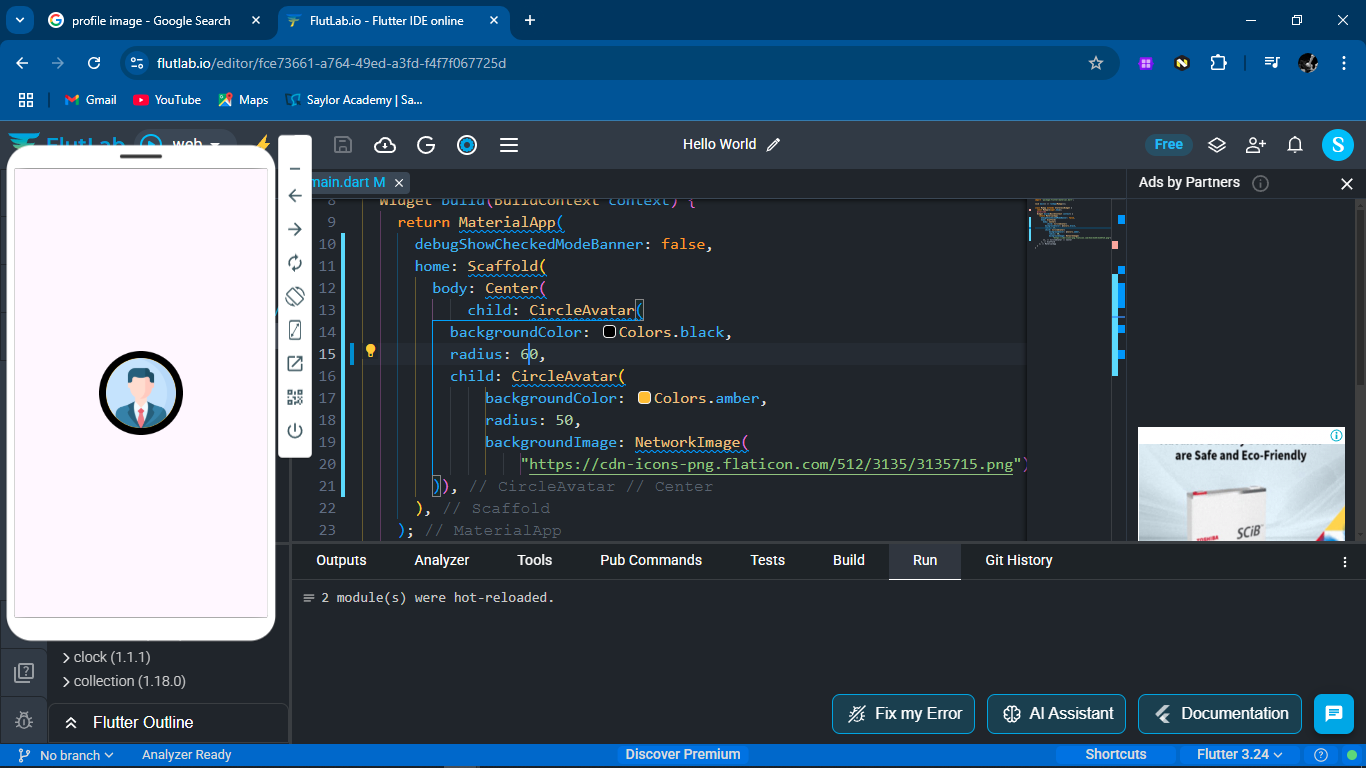 profile image - Google Search
FlutLab.io - Flutter IDE online
flutlab.io/editor/fce73661-a764-49ed-a3fd-f4f7f067725d
Gmail
YouTube
Maps
Saylor Academy | Sa...
FlutLab
web
Hello World
Free
S
main.dart M
Ads by Partners
8 Widget build(BuildContext context) {
9 return MaterialApp(
10 debugShowCheckedModeBanner: false,
11 home: Scaffold(
12 body: Center(
13 child: CircleAvatar(
14 backgroundColor: Colors.black,
15 radius: 60,
16 child: CircleAvatar(
17 backgroundColor: Colors.amber,
18 radius: 50,
19 backgroundImage: NetworkImage(
20 "https://cdn-icons-png.flaticon.com/512/3135/3135715.png")
21 )), // CircleAvatar // Center
22 ), // Scaffold
23 ); // MaterialApp
are Safe and Eco-Friendly
TOSHIBA
SCiB
Outputs
Analyzer
Tools
Pub Commands
Tests
Build
Run
Git History
2 module(s) were hot-reloaded.
clock (1.1.1)
collection (1.18.0)
Flutter Outline
Fix my Error
AI Assistant
Documentation
No branch
Analyzer Ready
Discover Premium
Shortcuts
Flutter 3.24